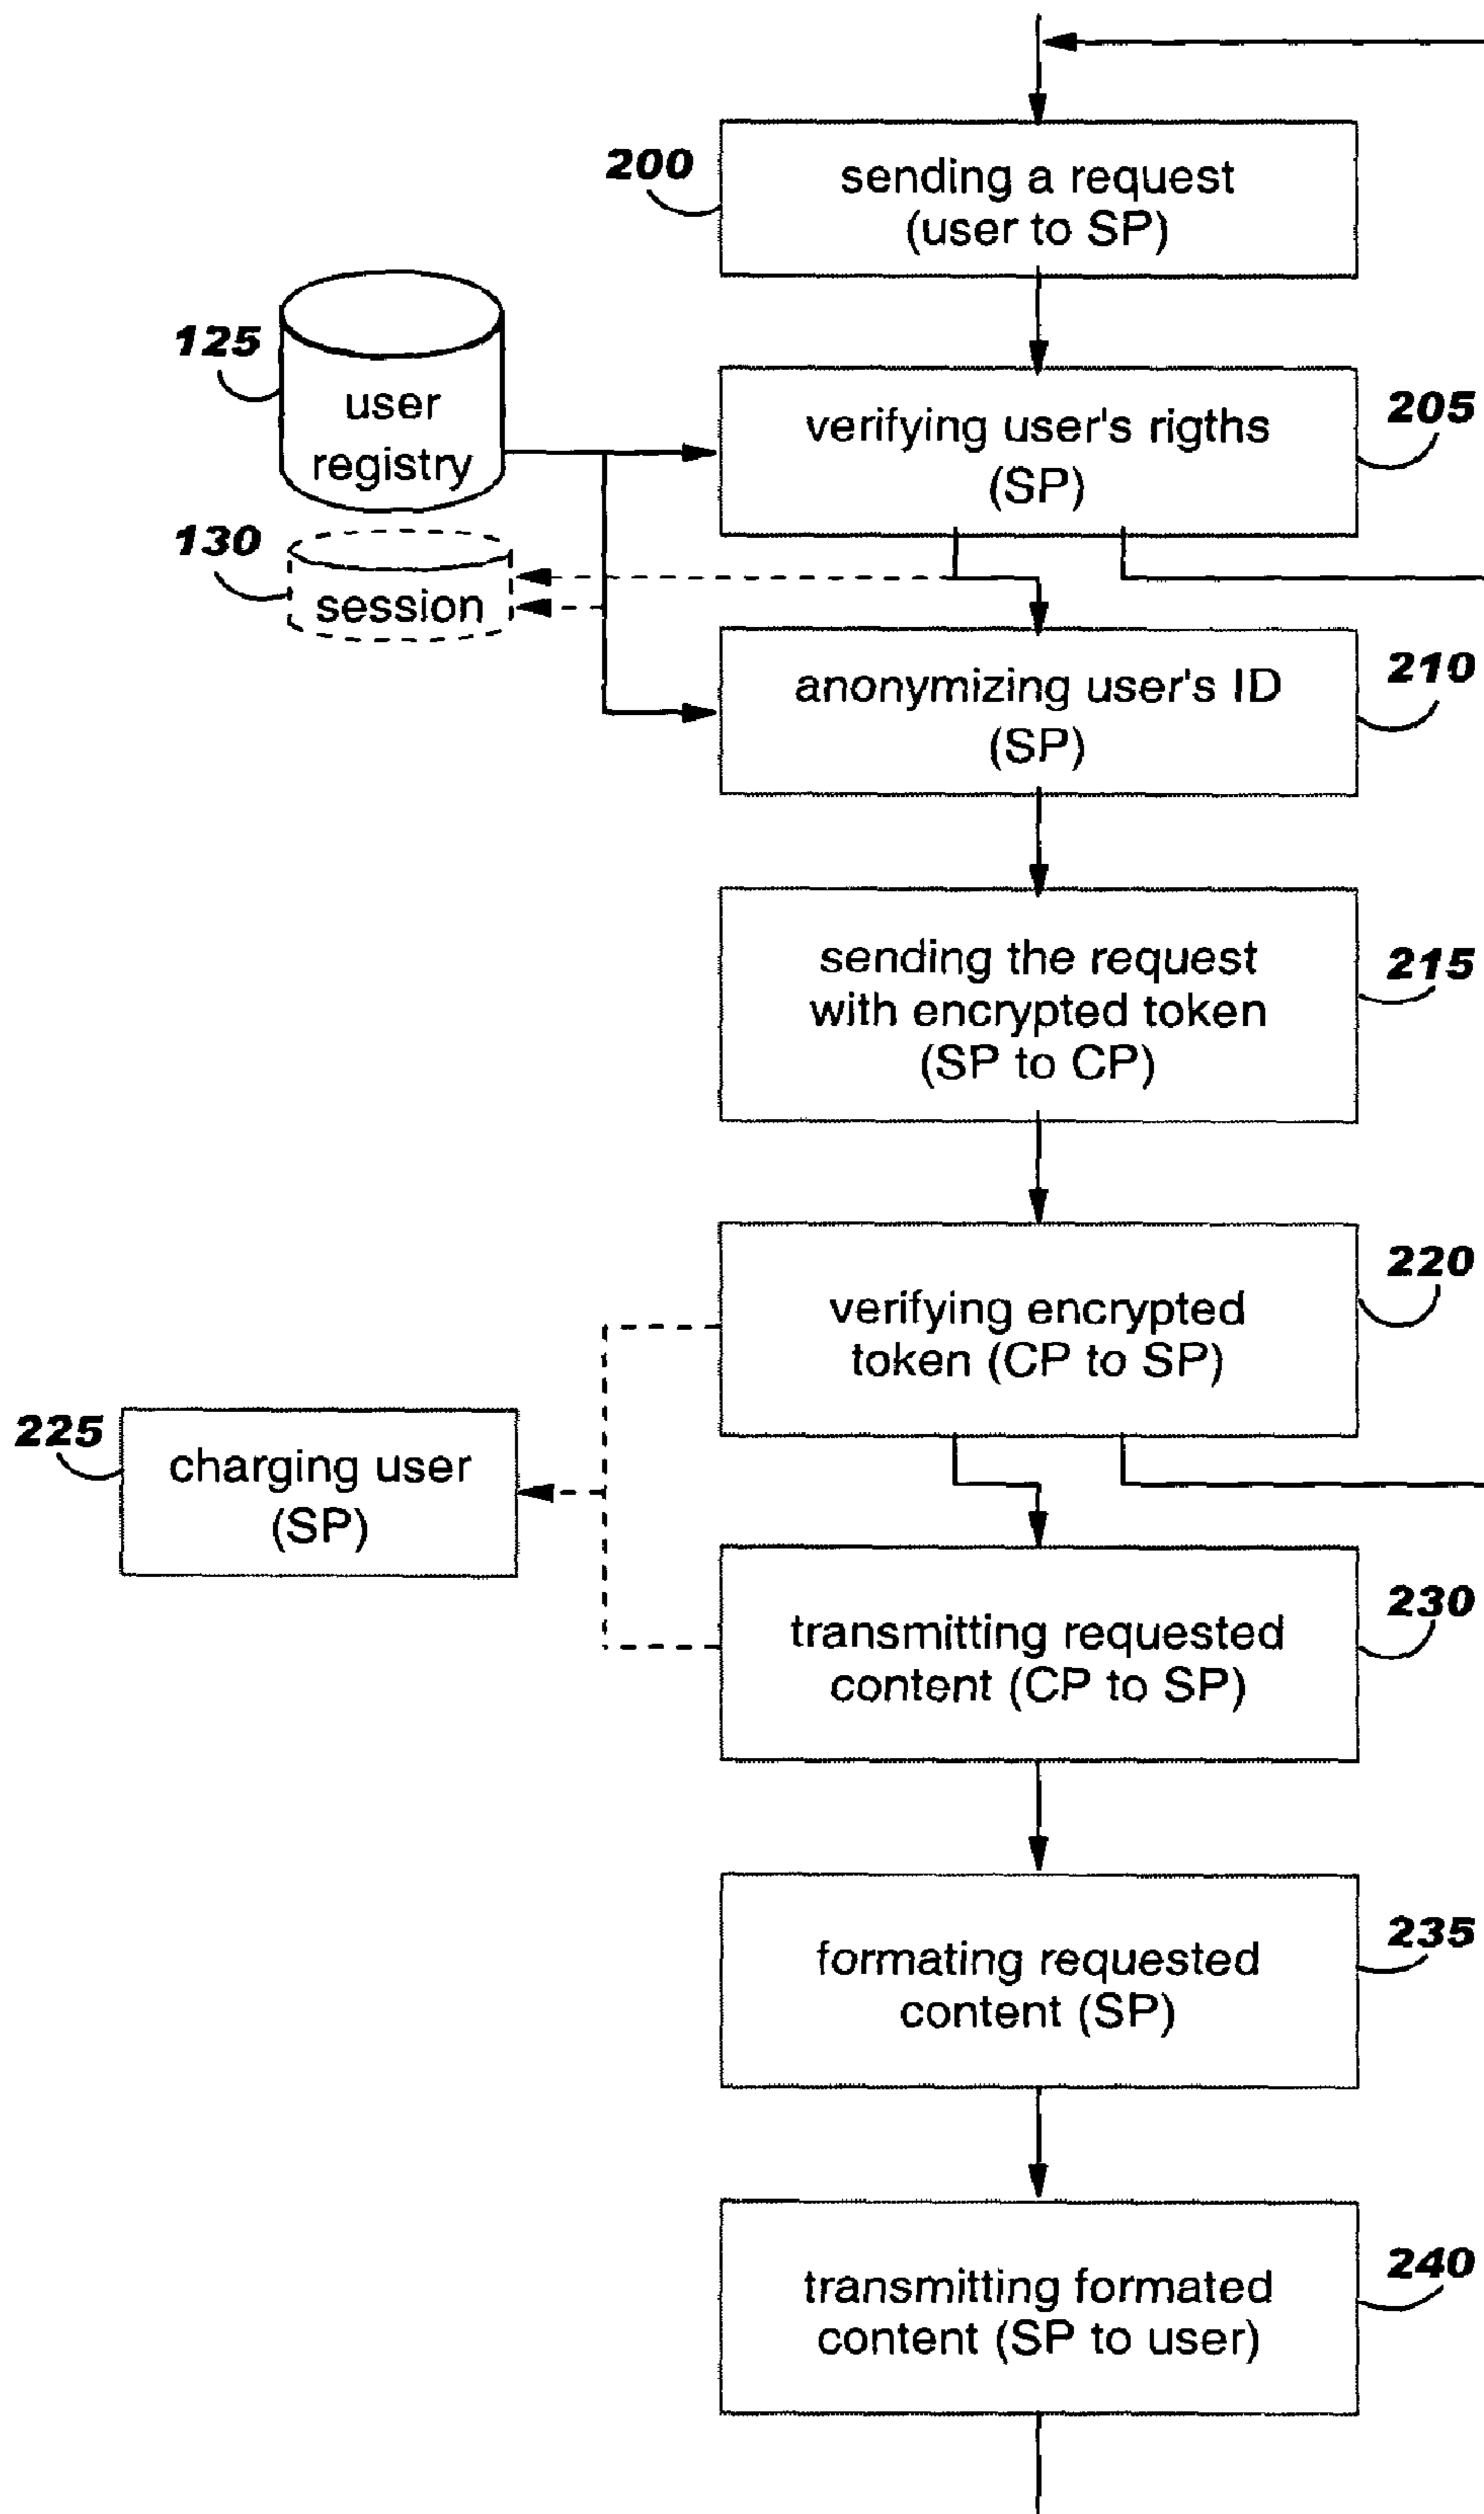 200
sending a request
(user to SP)
125
user
registry
verifying user's rigths
(SP)
205
130
session
anonymizing user's ID
(SP)
210
sending the request
with encrypted token
(SP to CP)
215
verifying encrypted
token (CP to SP)
220
225
charging user
(SP)
transmitting requested
content (CP to SP)
230
formating requested
content (SP)
235
transmitting formated
content (SP to user)
240